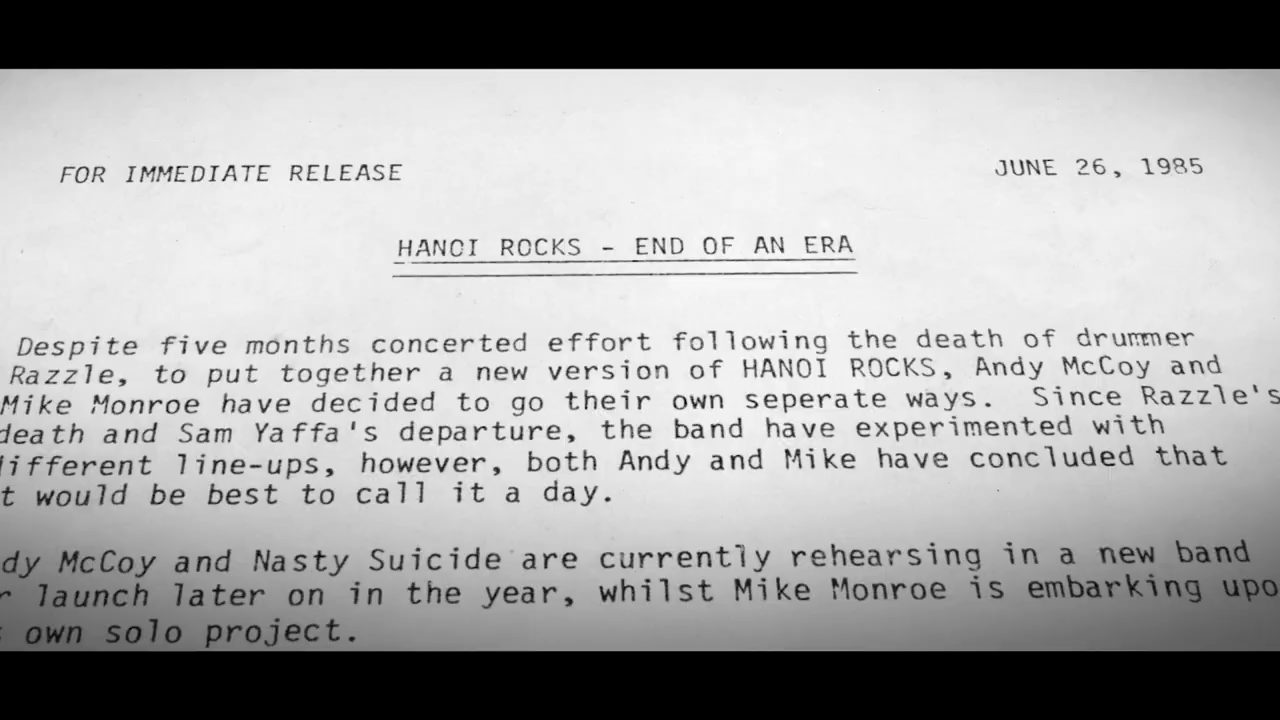 FOR IMMEDIATE RELEASE JUNE 26, 1985
HANOI ROCKS - END OF AN ERA
Despite five months concerted effort following the death of drummer
Razzle, to put together a new version of HANOI ROCKS, Andy McCoy and
Mike Monroe have decided to go their own seperate ways. Since Razzle's
death and Sam Yaffa's departure, the band have experimented with
ifferent line-ups, however, both Andy and Mike have concluded that
t would be best to call it a day.
dy McCoy and Nasty Suicide are currently rehearsing in a new band
r launch later on in the year, whilst Mike Monroe is embarking upo
own solo project.